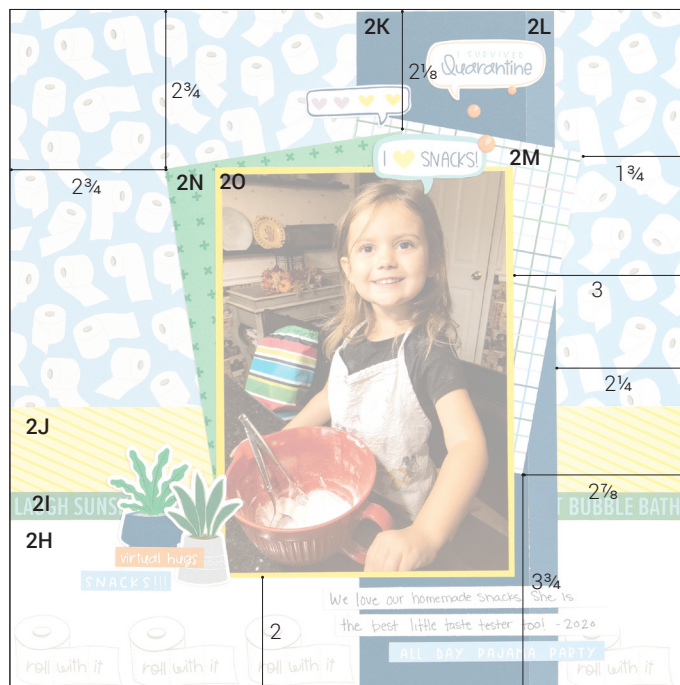 2K
2L
I SURVIVED
Quarantine
2¾
2⅛
I SNACKS!
2M
1¾
2¾
2N
2O
3
2¼
2J
2⅞
2I
LAUGH SUNS
T BUBBLE BATH
2H
virtual hugs
SNACKS!!!
3¾
We love our homemade snacks. She is
2
the best little taste tester too! -2020
ALL DAY PAJAMA PARTY
roll with it
roll with it
roll with it
roll with it